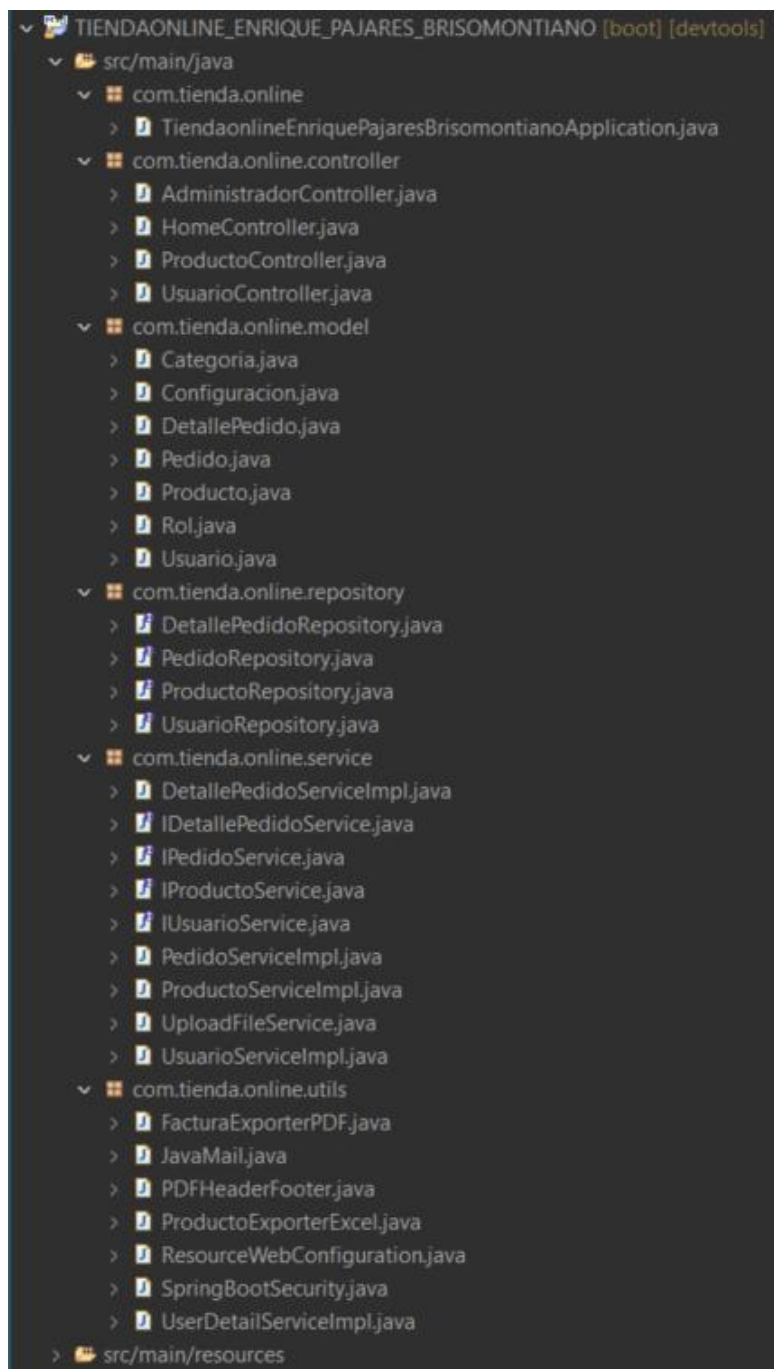 TIENDAONLINE_ENRIQUE_PAJARES_BRISOMONTIANO [boot] [devtools]
src/main/java
com.tienda.online
TiendaonlineEnriquePajaresBrisomontianoApplication.java
com.tienda.online.controller
AdministradorController.java
HomeController.java
ProductoController.java
UsuarioController.java
com.tienda.online.model
Categoria.java
Configuracion.java
DetallePedido.java
Pedido.java
Producto.java
Rol.java
Usuario.java
com.tienda.online.repository
DetallePedidoRepository.java
PedidoRepository.java
ProductoRepository.java
UsuarioRepository.java
com.tienda.online.service
DetallePedidoServiceImpl.java
IDetallePedidoService.java
IPedidoService.java
IProductoService.java
IUsuarioService.java
PedidoServiceImpl.java
ProductoServiceImpl.java
UploadFileService.java
UsuarioServiceImpl.java
com.tienda.online.utils
FacturaExporterPDF.java
JavaMail.java
PDFHeaderFooter.java
ProductoExporterExcel.java
ResourceWebConfiguration.java
SpringBootSecurity.java
UserDetailServiceImpl.java
src/main/resources